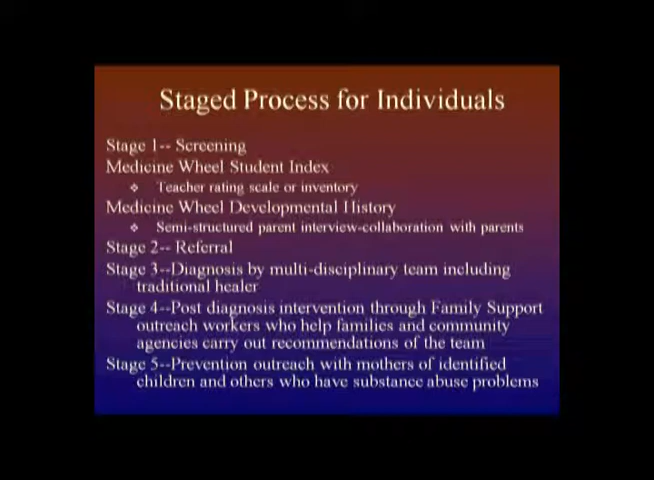 Staged Process for Individuals
Stage 1-- Screening
Medicine Wheel Student Index
❖ Teacher rating scale or inventory
Medicine Wheel Developmental History
❖ Semi-structured parent interview-collaboration with parents
Stage 2-- Referral
Stage 3--Diagnosis by multi-disciplinary team including
traditional healer
Stage 4--Post diagnosis intervention through Family Support
outreach workers who help families and community
agencies carry out recommendations of the team
Stage 5--Prevention outreach with mothers of identified
children and others who have substance abuse problems